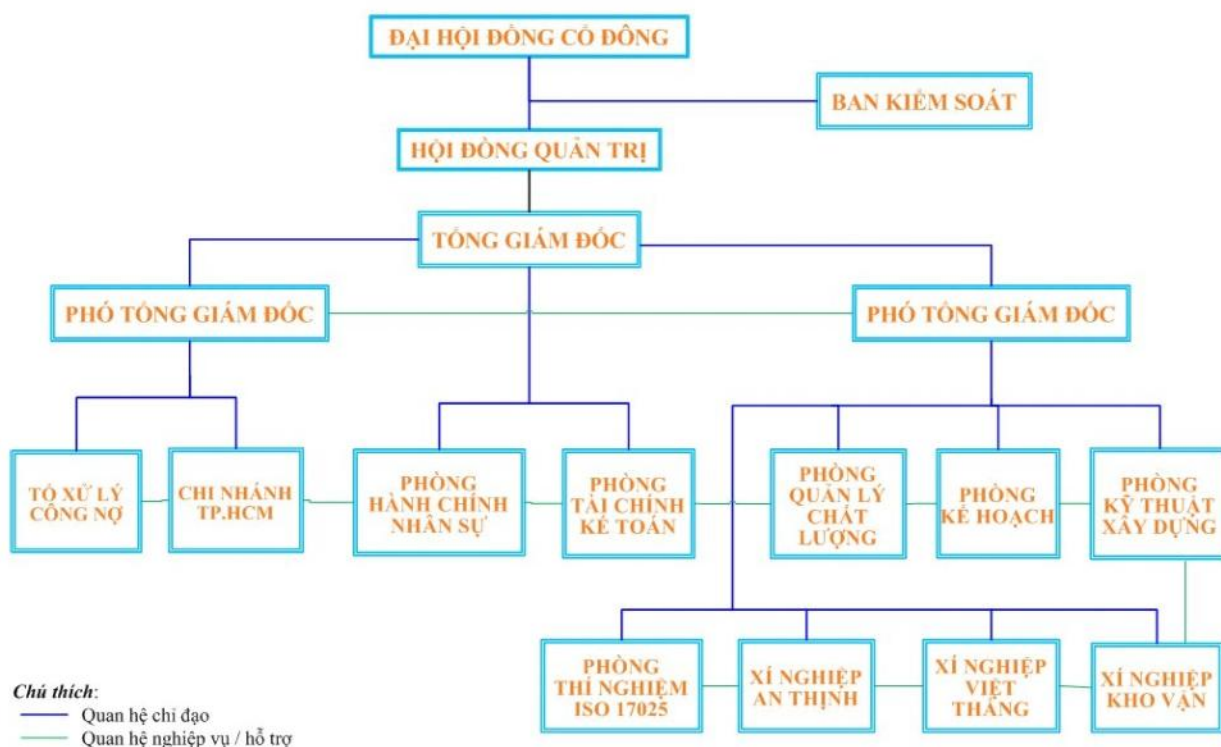 ĐẠI HỘI ĐỒNG CỔ ĐÔNG
BAN KIỂM SOÁT
HỘI ĐỒNG QUẢN TRỊ
TỔNG GIÁM ĐỐC
PHÓ TỔNG GIÁM ĐỐC
PHÓ TỔNG GIÁM ĐỐC
TỔ XỬ LÝ
CÔNG NỢ
CHI NHÁNH
TP.HCM
PHÒNG
HÀNH CHÍNH
NHÂN SỰ
PHÒNG
TÀI CHÍNH
KẾ TOÁN
PHÒNG
QUẢN LÝ
CHẤT
LƯỢNG
PHÒNG
KẾ HOẠCH
PHÒNG
KỸ THUẬT
XÂY DỰNG
PHÒNG
THÍ NGHIỆM
ISO 17025
XÍ NGHIỆP
AN THỊNH
XÍ NGHIỆP
VIỆT
THẮNG
XÍ NGHIỆP
KHO VẬN
Chú thích:
Quan hệ chỉ đạo
Quan hệ nghiệp vụ / hỗ trợ